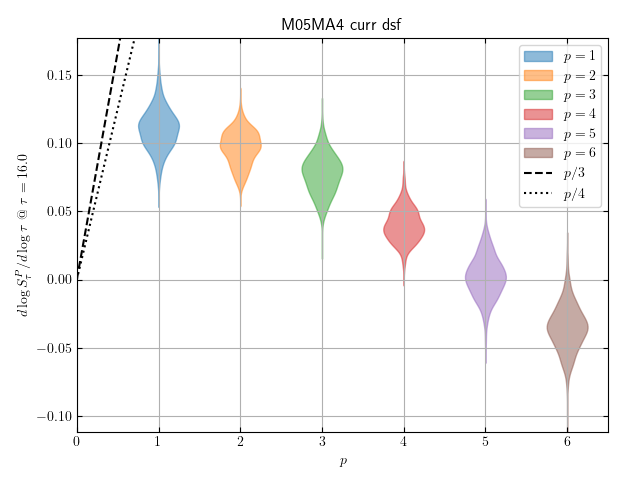 M05MA4 curr dsf
d log S_τ^P / d log τ @ τ = 16.0
0.15
0.10
0.05
0.00
−0.05
−0.10
0 1 2 3 4 5 6
p
p = 1
p = 2
p = 3
p = 4
p = 5
p = 6
p/3
p/4